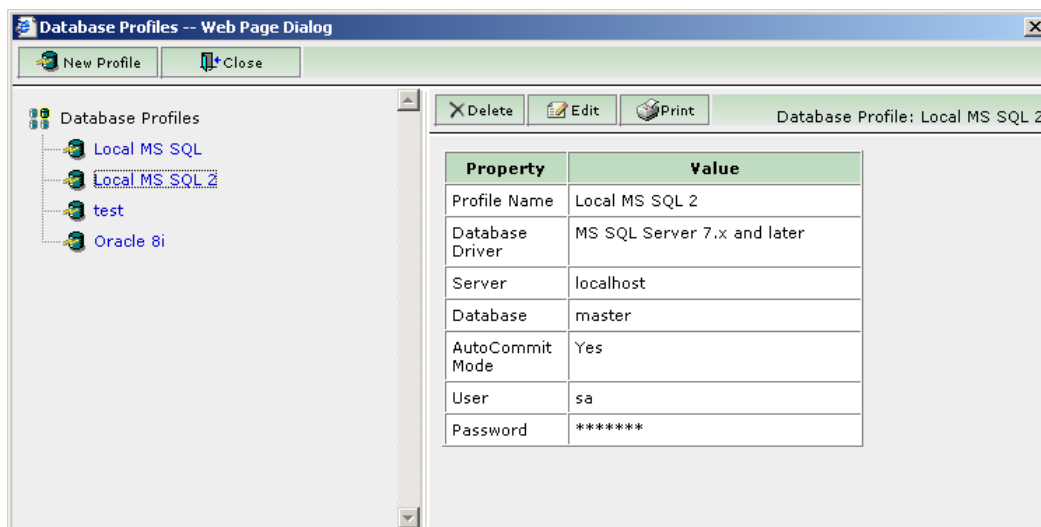 Database Profiles -- Web Page Dialog
New Profile Close
Database Profiles
Local MS SQL
Local MS SQL 2
test
Oracle 8i
Delete Edit Print Database Profile: Local MS SQL 2
Property Value
Profile Name Local MS SQL 2
Database Driver MS SQL Server 7.x and later
Server localhost
Database master
AutoCommit Mode Yes
User sa
Password *******